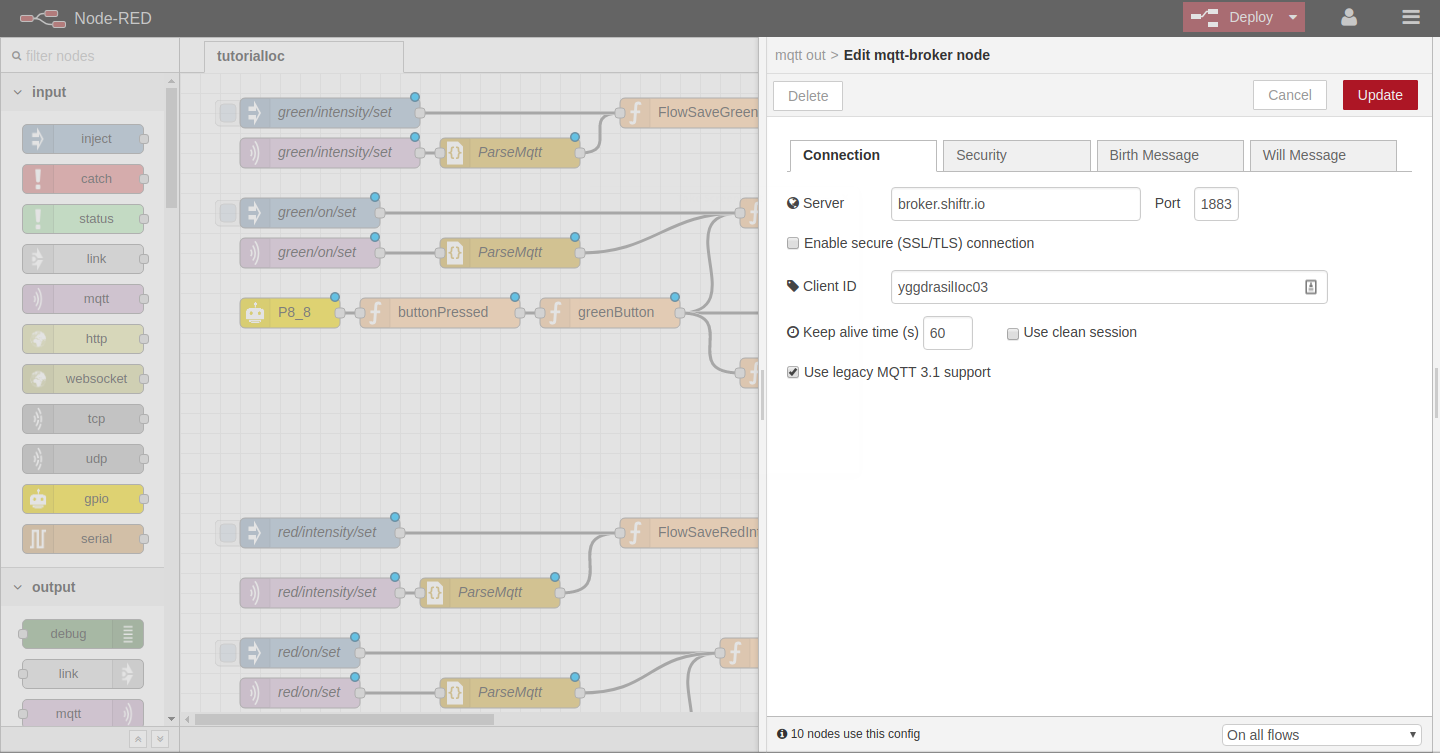 Node-RED
Deploy
filter nodes
input
inject
catch
status
link
mqtt
http
websocket
tcp
udp
gpio
serial
output
debug
link
mqtt
tutorialIoc
green/intensity/set
FlowSaveGreen
green/intensity/set
ParseMqtt
green/on/set
green/on/set
ParseMqtt
P8_8
buttonPressed
greenButton
red/intensity/set
FlowSaveRedInt
red/intensity/set
ParseMqtt
red/on/set
red/on/set
ParseMqtt
mqtt out > Edit mqtt-broker node
Delete
Cancel
Update
Connection
Security
Birth Message
Will Message
Server
broker.shiftr.io
Port
1883
Enable secure (SSL/TLS) connection
Client ID
yggdrasilIoc03
Keep alive time (s)
60
Use clean session
Use legacy MQTT 3.1 support
10 nodes use this config
On all flows